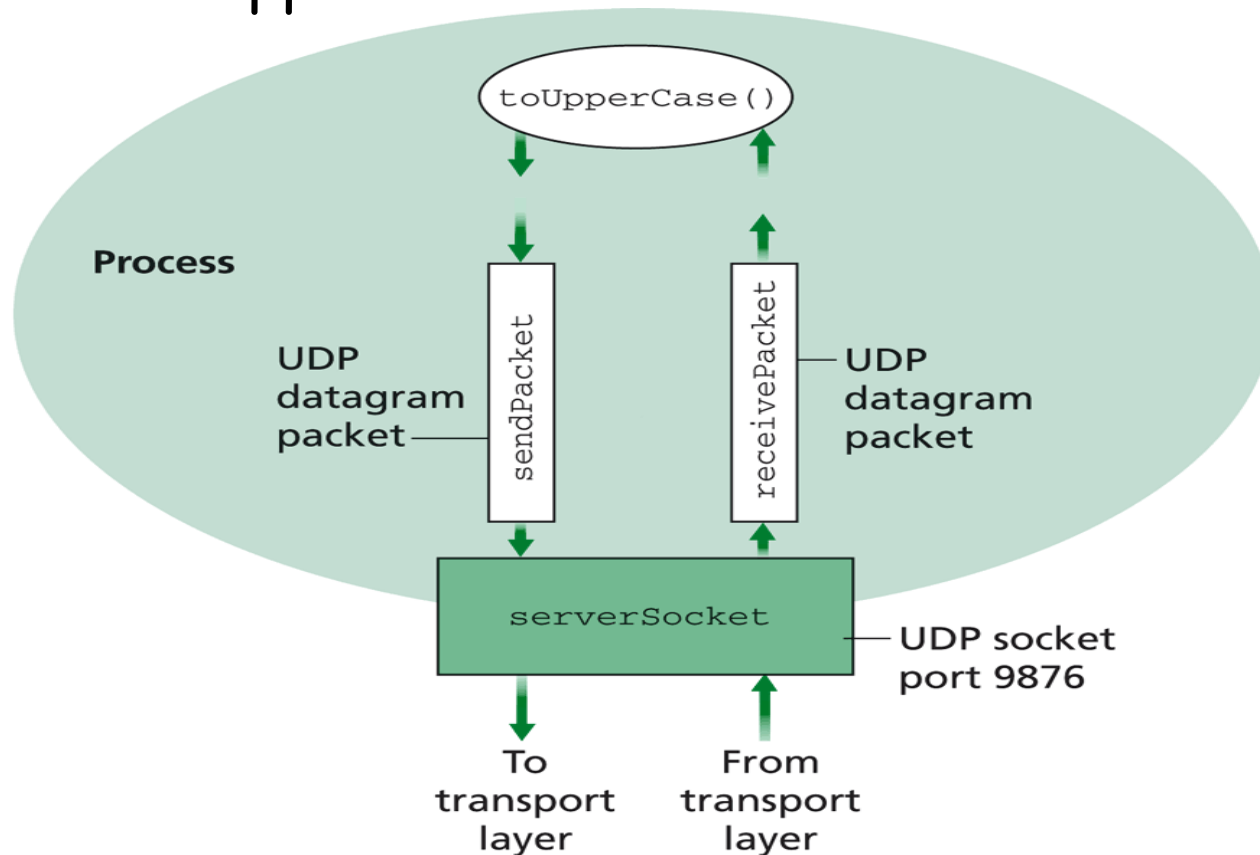 toUpperCase()
Process
UDP
datagram
packet
sendPacket
receivePacket
UDP
datagram
packet
serverSocket
UDP socket
port 9876
To
transport
layer
From
transport
layer